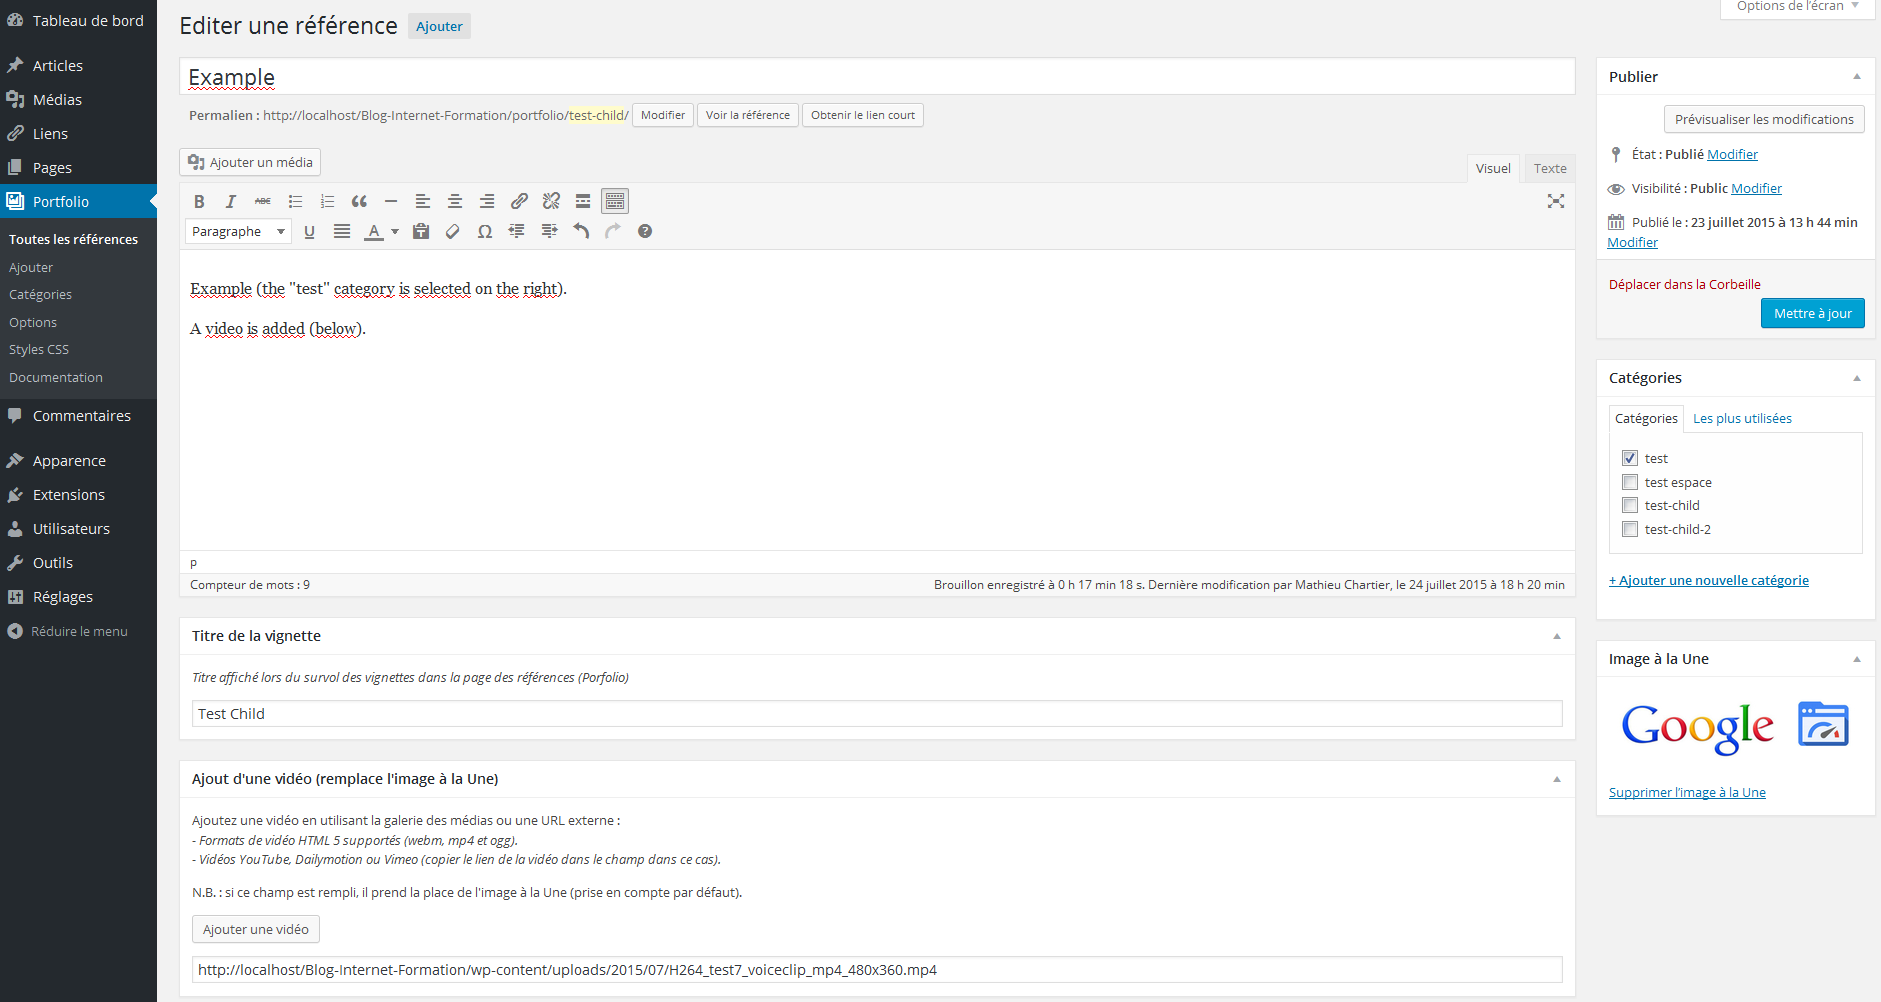 Tableau de bord
Articles
Médias
Liens
Pages
Portfolio
Toutes les références
Ajouter
Catégories
Options
Styles CSS
Documentation
Commentaires
Apparence
Extensions
Utilisateurs
Outils
Réglages
Réduire le menu
Options de l'écran
Editer une référence Ajouter
Example
Permalien : http://localhost/Blog-Internet-Formation/portfolio/test-child/ Modifier Voir la référence Obtenir le lien court
Ajouter un média
Visuel Texte
B I ABC
Paragraphe U A Ω ?
Example (the "test" category is selected on the right).
A video is added (below).
p
Compteur de mots : 9 Brouillon enregistré à 0 h 17 min 18 s. Dernière modification par Mathieu Chartier, le 24 juillet 2015 à 18 h 20 min
Titre de la vignette
Titre affiché lors du survol des vignettes dans la page des références (Porfolio)
Test Child
Ajout d'une vidéo (remplace l'image à la Une)
Ajoutez une vidéo en utilisant la galerie des médias ou une URL externe :
- Formats de vidéo HTML 5 supportés (webm, mp4 et ogg).
- Vidéos YouTube, Dailymotion ou Vimeo (copier le lien de la vidéo dans le champ dans ce cas).
N.B. : si ce champ est rempli, il prend la place de l'image à la Une (prise en compte par défaut).
Ajouter une vidéo
http://localhost/Blog-Internet-Formation/wp-content/uploads/2015/07/H264_test7_voiceclip_mp4_480x360.mp4
Publier
Prévisualiser les modifications
État : Publié Modifier
Visibilité : Public Modifier
Publié le : 23 juillet 2015 à 13 h 44 min
Modifier
Déplacer dans la Corbeille
Mettre à jour
Catégories
Catégories Les plus utilisées
test
test espace
test-child
test-child-2
+ Ajouter une nouvelle catégorie
Image à la Une
Google
Supprimer l'image à la Une